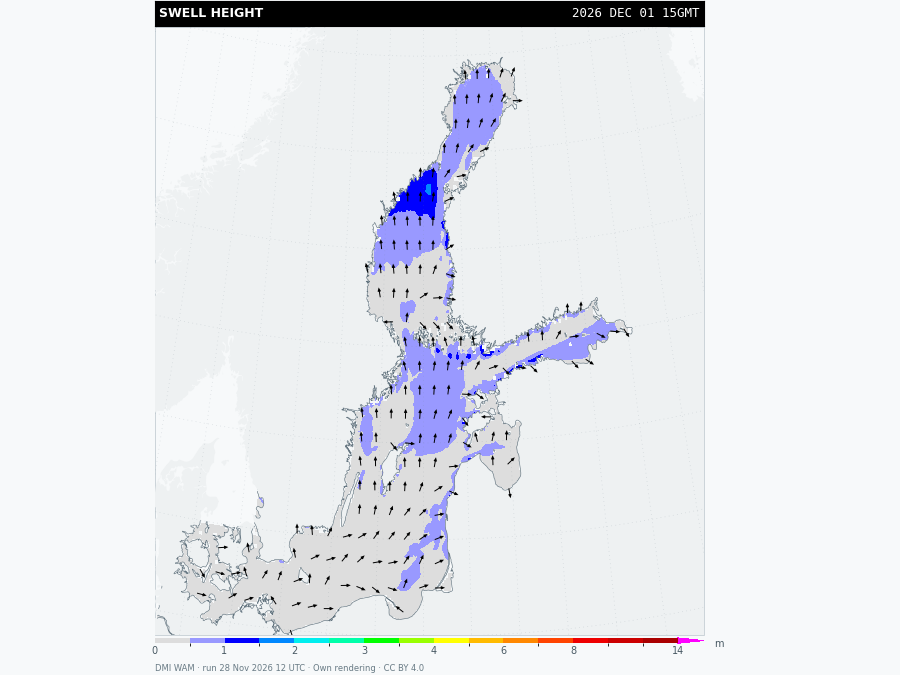 SWELL HEIGHT 2026 DEC 01 15GMT
0 1 2 3 4 6 8 14 m
DMI WAM · run 28 Nov 2026 12 UTC · Own rendering · CC BY 4.0